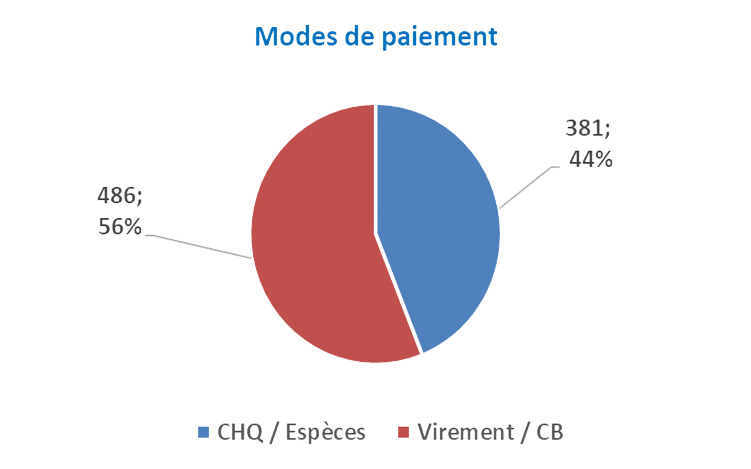 Modes de paiement
381;
44%
486;
56%
CHQ / Espèces
Virement / CB